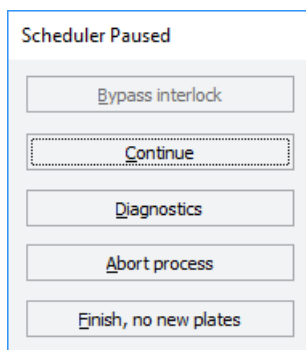 Scheduler Paused
Bypass interlock
Continue
Diagnostics
Abort process
Finish, no new plates